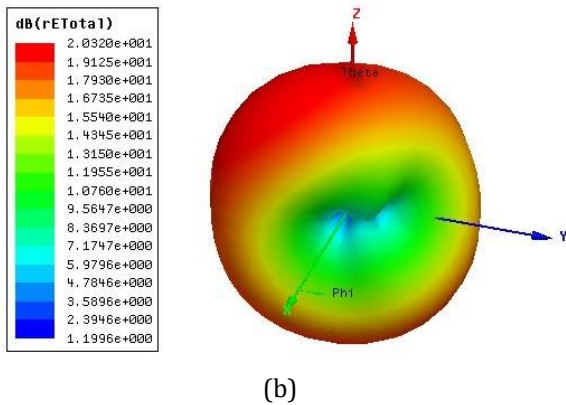 dB(rETotal)
2.0320e+001
1.9125e+001
1.7930e+001
1.6735e+001
1.5540e+001
1.4345e+001
1.3150e+001
1.1955e+001
1.0760e+001
9.5647e+000
8.3697e+000
7.1747e+000
5.9796e+000
4.7846e+000
3.5896e+000
2.3946e+000
1.1996e+000
Z
Theta
Y
Phi
X
(b)